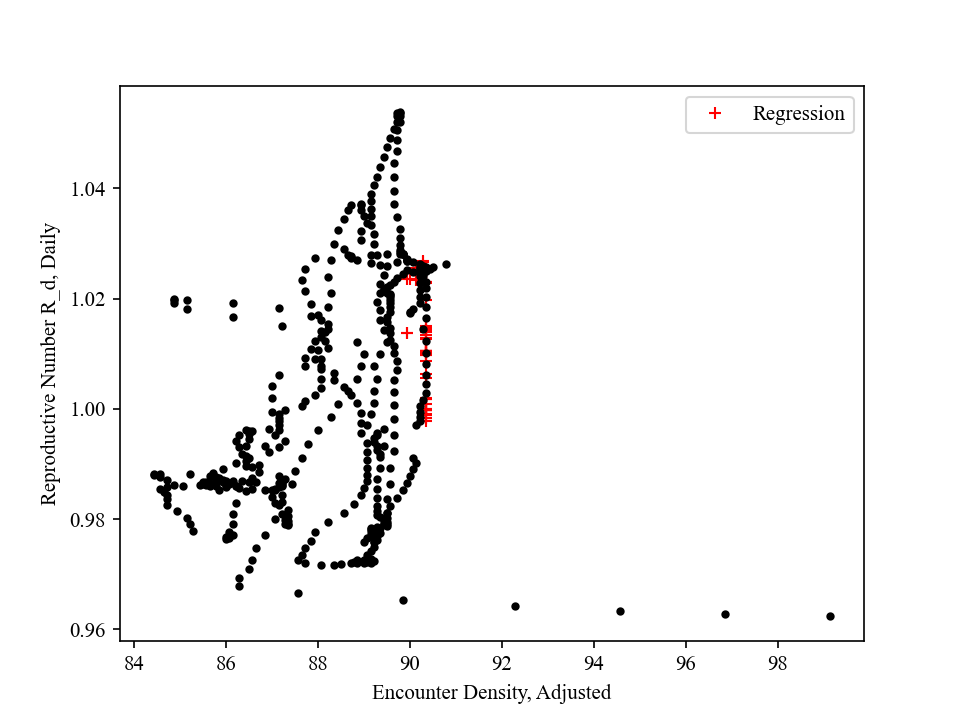 Regression
1.04
1.02
1.00
0.98
0.96
Reproductive Number R_d, Daily
84 86 88 90 92 94 96 98
Encounter Density, Adjusted